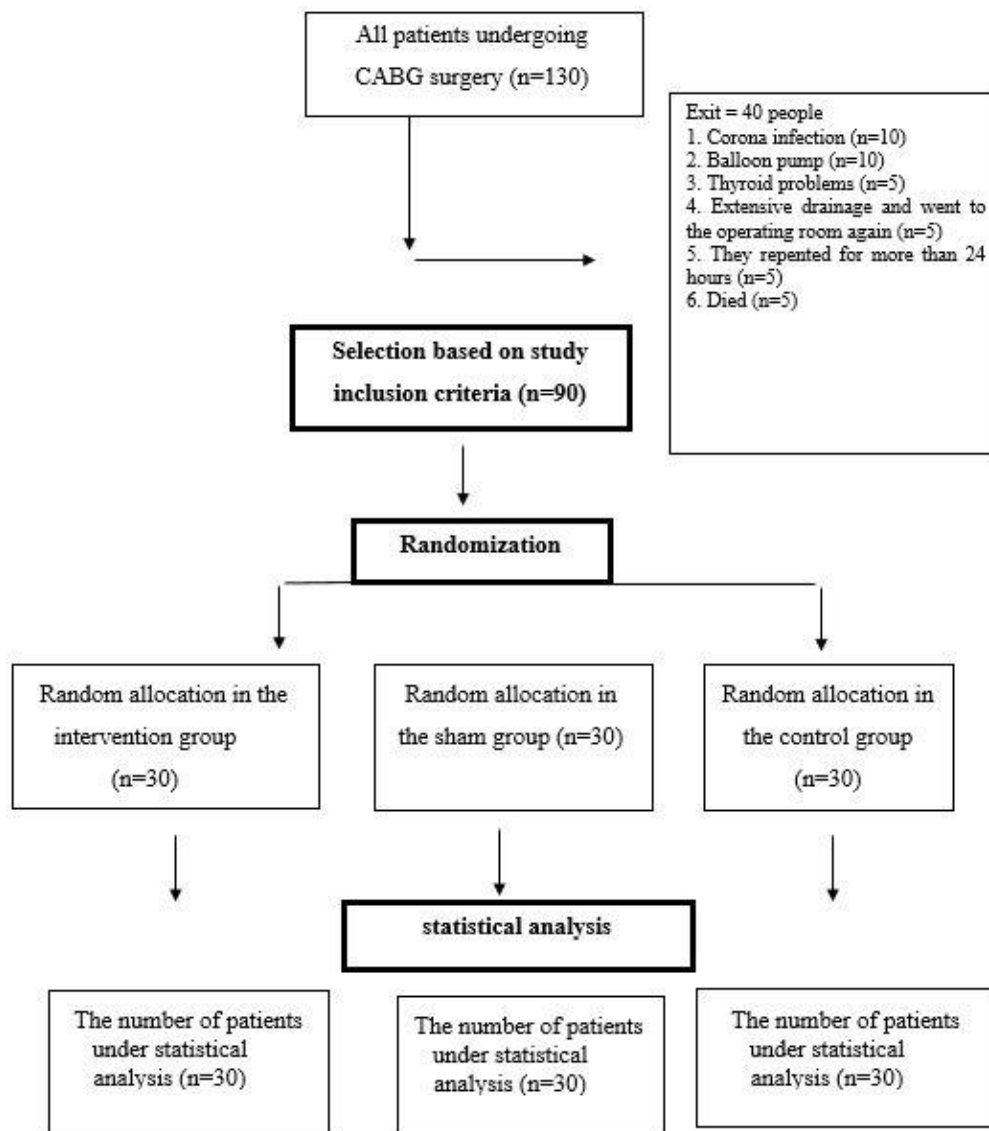 All patients undergoing
CABG surgery (n=130)
Exit = 40 people
1. Corona infection (n=10)
2. Balloon pump (n=10)
3. Thyroid problems (n=5)
4. Extensive drainage and went to
the operating room again (n=5)
5. They repented for more than 24
hours (n=5)
6. Died (n=5)
Selection based on study
inclusion criteria (n=90)
Randomization
Random allocation in the
intervention group
(n=30)
Random allocation in
the sham group (n=30)
Random allocation in
the control group
(n=30)
statistical analysis
The number of patients
under statistical
analysis (n=30)
The number of patients
under statistical
analysis (n=30)
The number of patients
under statistical
analysis (n=30)